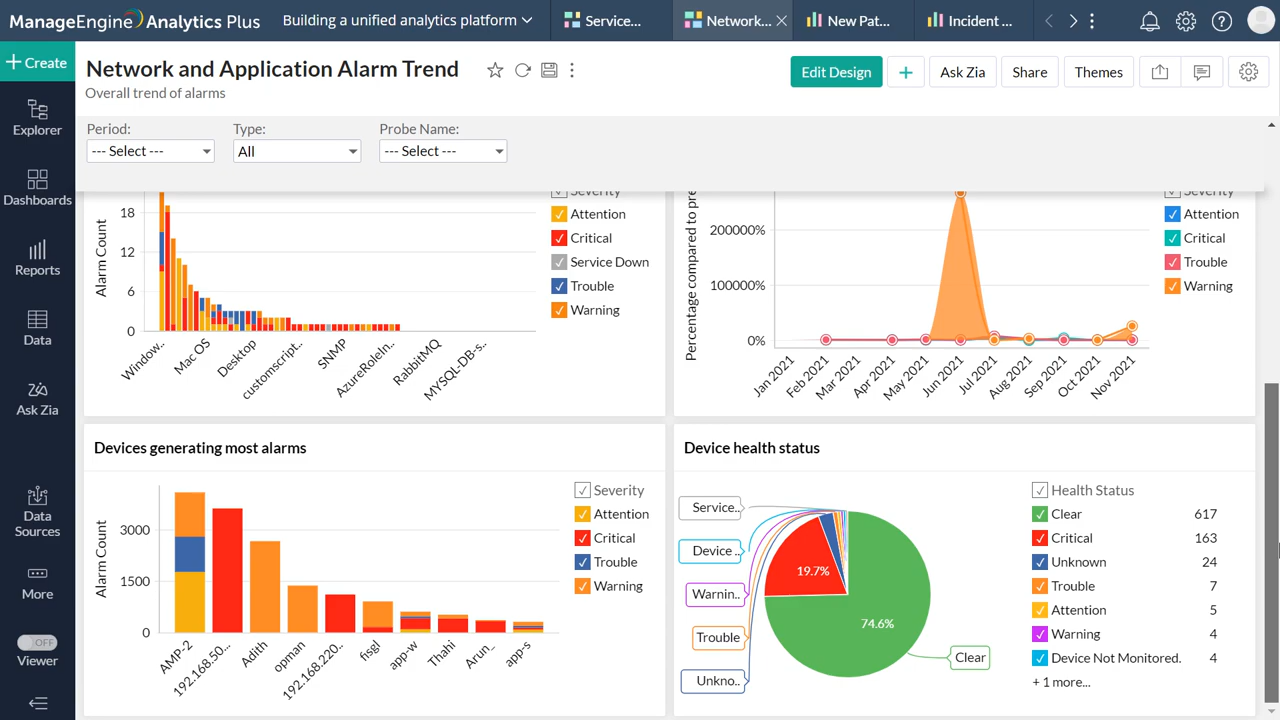 ManageEngine Analytics Plus
Building a unified analytics platform
Service...
Network...
New Pat...
Incident ...
+ Create
Network and Application Alarm Trend
Overall trend of alarms
Edit Design
+
Ask Zia
Share
Themes
Explorer
Dashboards
Reports
Data
Ask Zia
Data
Sources
More
OFF
Viewer
Period:
--- Select ---
Type:
All
Probe Name:
--- Select ---
Alarm Count
18
12
6
0
Window..
Mac OS
Desktop
customscript
SNMP
AzureRoleIn..
RabbitMQ
MYSQL-DB-s..
Severity
Attention
Critical
Service Down
Trouble
Warning
Percentage compared to pre
200000%
100000%
0%
Jan 2021
Feb 2021
Mar 2021
Apr 2021
May 2021
Jun 2021
Jul 2021
Aug 2021
Sep 2021
Oct 2021
Nov 2021
Severity
Attention
Critical
Trouble
Warning
Devices generating most alarms
Alarm Count
3000
1500
0
AMP-2
192.168.50...
Adith
opman
192.168.220..
fisgl
app-w
Thahi
Arun_
app-s
Severity
Attention
Critical
Trouble
Warning
Device health status
Service..
Device ..
Warnin..
Trouble
Unkno..
19.7%
74.6%
Clear
Health Status
Clear 617
Critical 163
Unknown 24
Trouble 7
Attention 5
Warning 4
Device Not Monitored. 4
+ 1 more...